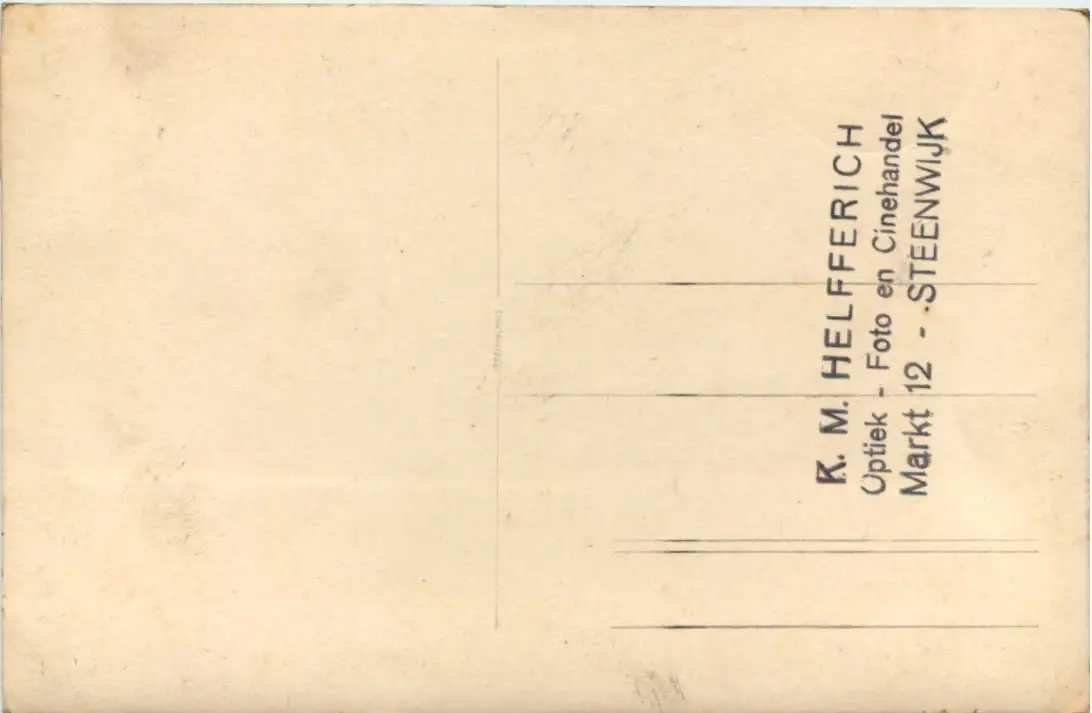 K. M. HELFFERICH
Optiek - Foto en Cinehandel
Markt 12 - STEENWIJK